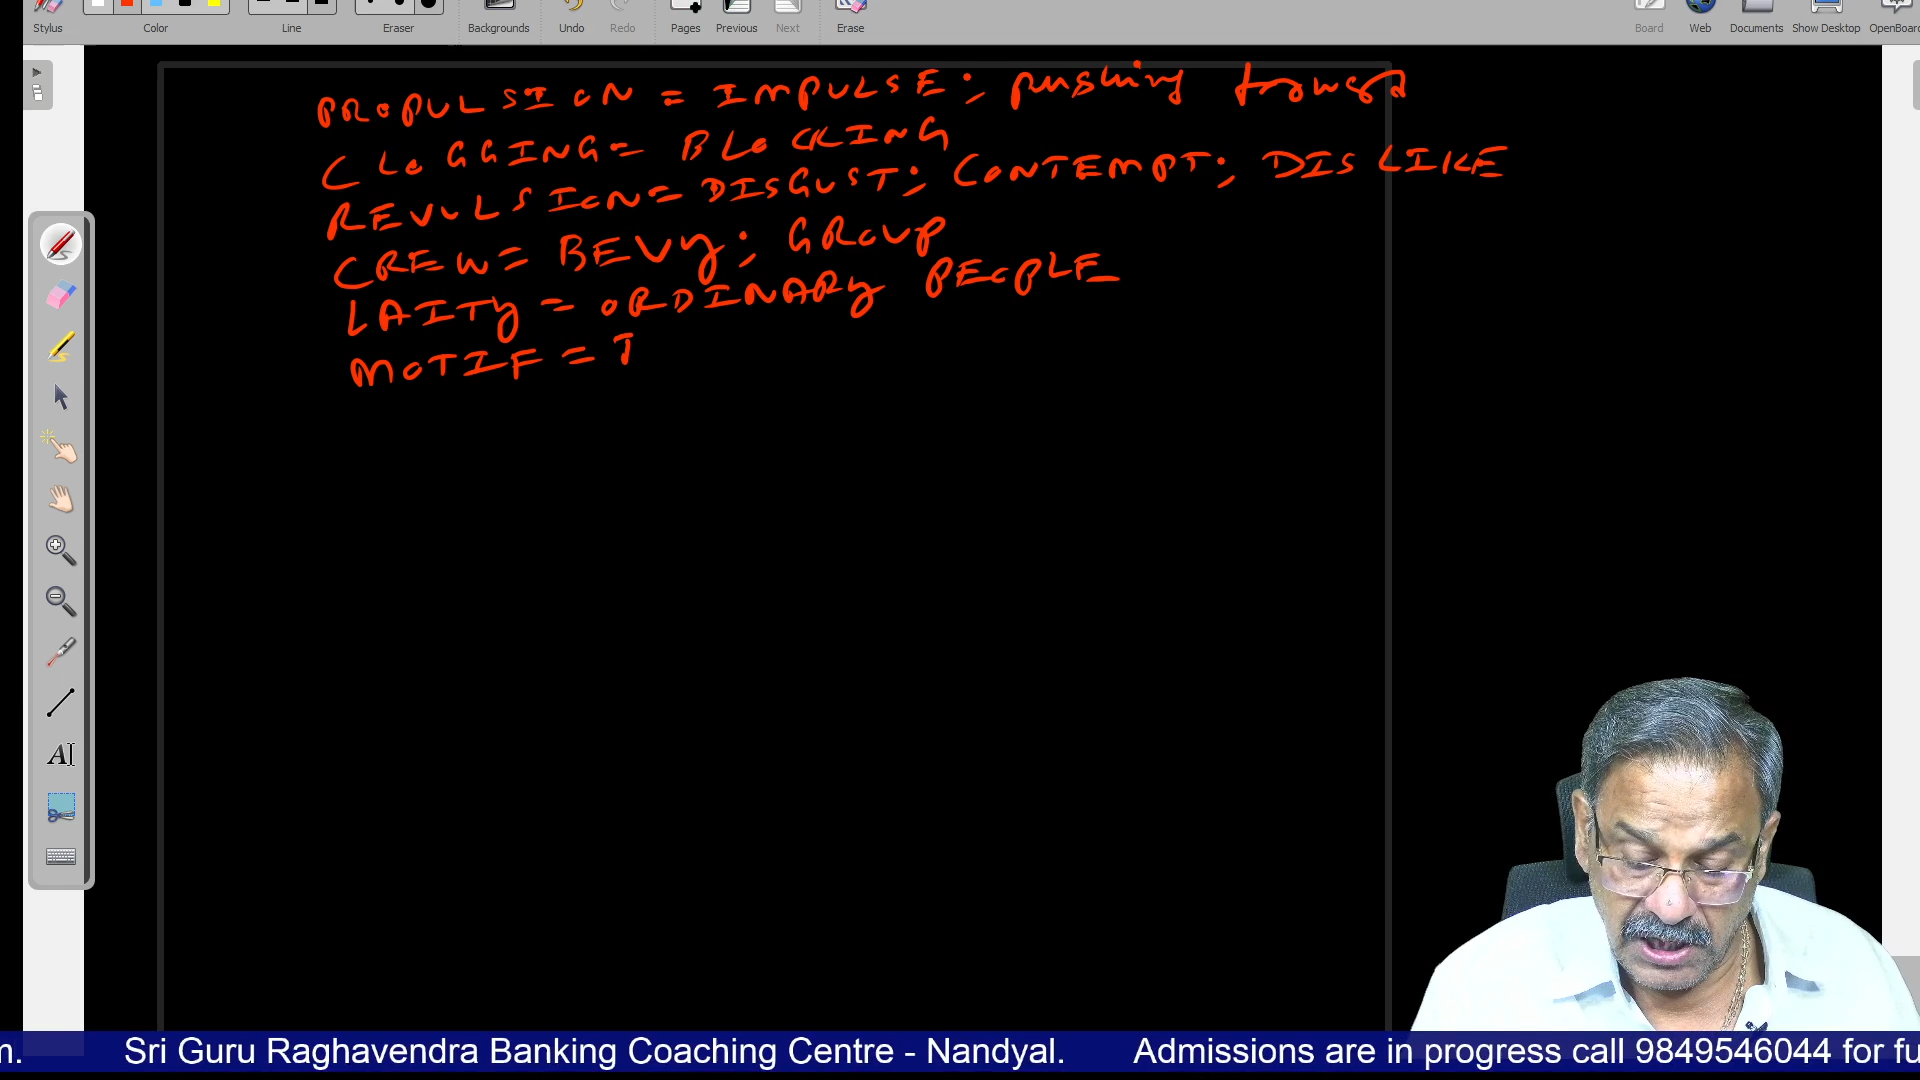 Stylus Color Line Eraser Backgrounds Undo Redo Pages Previous Next Erase Board Web Documents Show Desktop OpenBoard
PROPULSION = IMPULSE; pushing forward
CLOGGING = BLOCKING
REVULSION = DISGUST; CONTEMPT; DISLIKE
CREW = BEVY; GROUP
LAITY = ORDINARY PEOPLE
MOTIF = I
m. Sri Guru Raghavendra Banking Coaching Centre - Nandyal. Admissions are in progress call 9849546044 for fu